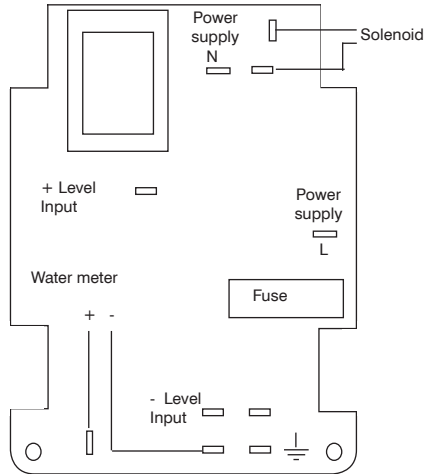 Power
supply
N
Solenoid
+ Level
Input
Power
supply
L
Water meter
Fuse
+ -
- Level
Input